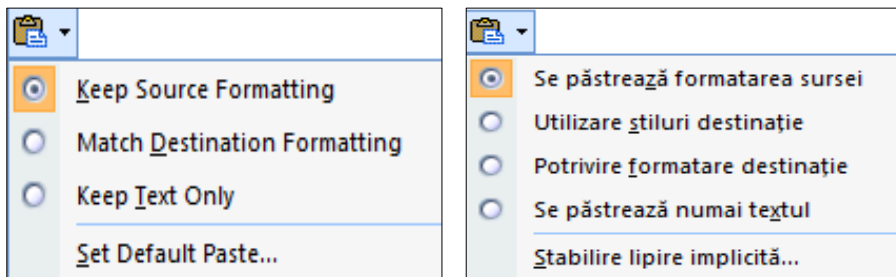 Keep Source Formatting
Match Destination Formatting
Keep Text Only
Set Default Paste...
Se păstrează formatarea sursei
Utilizare stiluri destinație
Potrivire formatare destinație
Se păstrează numai textul
Stabilire lipire implicită...